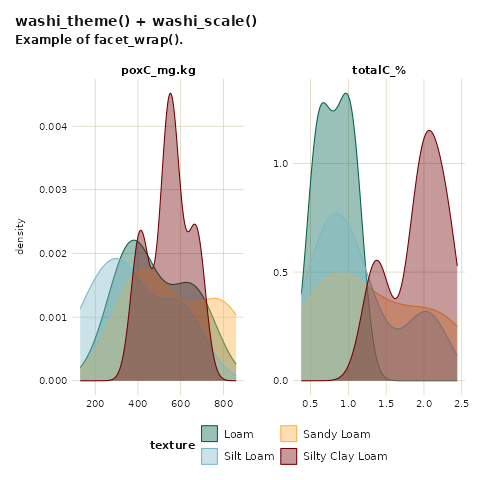 washi_theme() + washi_scale()
Example of facet_wrap().
poxC_mg.kg
totalC_%
density
0.004
0.003
0.002
0.001
0.000
200 400 600 800
1.0
0.5
0.0
0.5 1.0 1.5 2.0 2.5
texture
Loam
Sandy Loam
Silt Loam
Silty Clay Loam